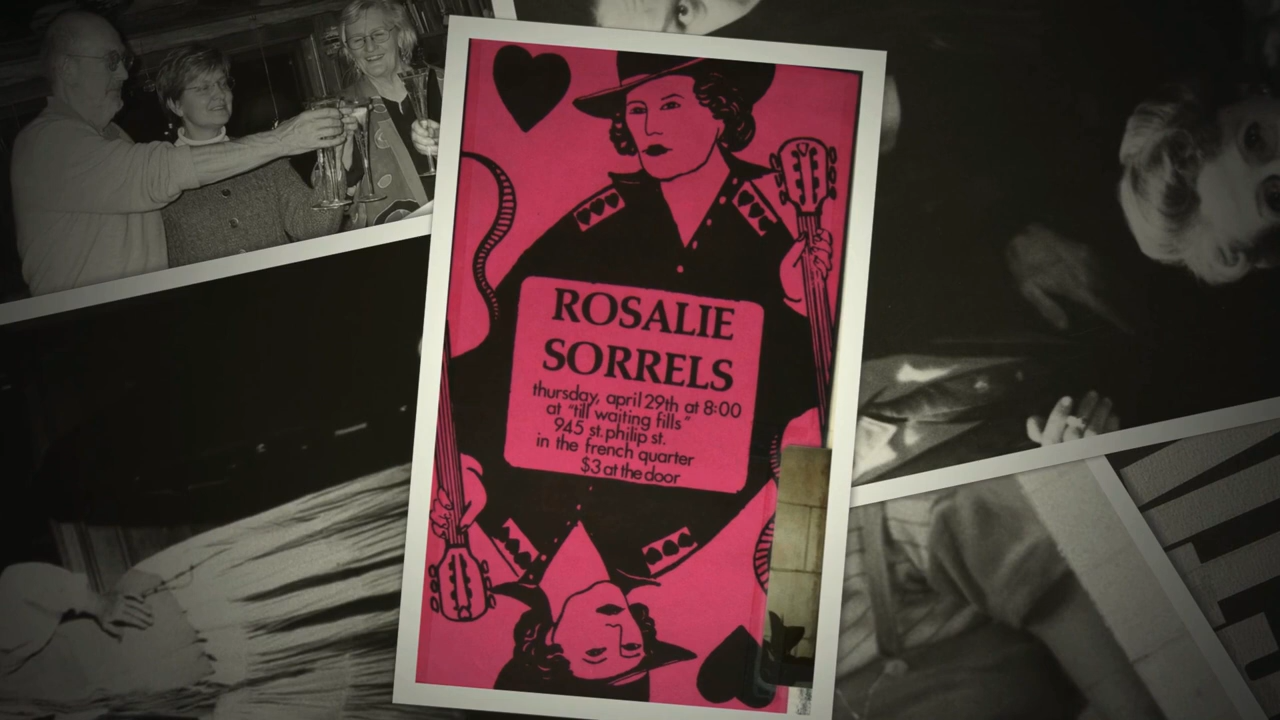 ROSALIE
SORRELS
thursday, april 29th at 8:00
at "till waiting fills"
945 st. philip st.
in the french quarter
$3 at the door